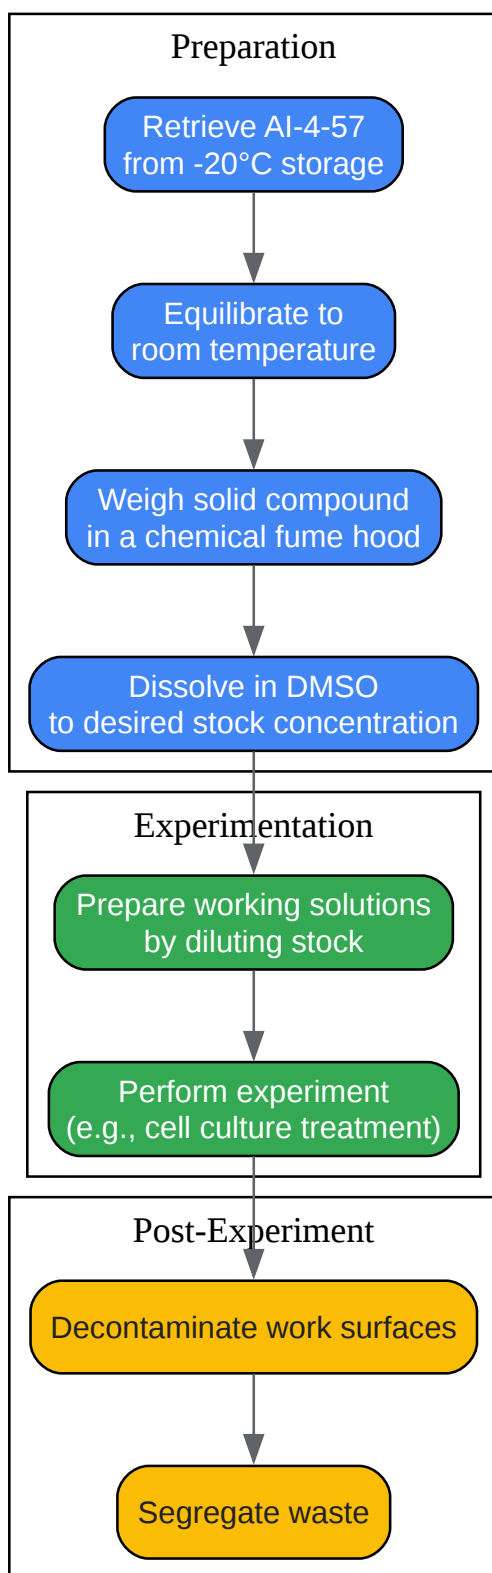 Preparation
Retrieve AI-4-57
from -20°C storage
Equilibrate to
room temperature
Weigh solid compound
in a chemical fume hood
Dissolve in DMSO
to desired stock concentration
Experimentation
Prepare working solutions
by diluting stock
Perform experiment
(e.g., cell culture treatment)
Post-Experiment
Decontaminate work surfaces
Segregate waste